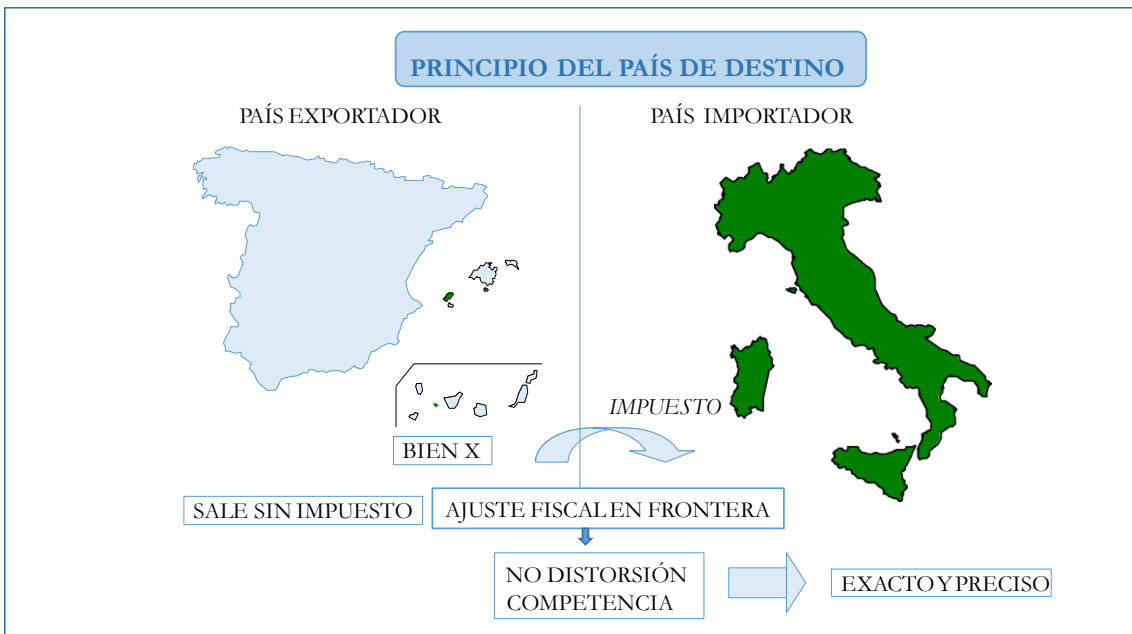 PRINCIPIO DEL PAÍS DE DESTINO
PAÍS EXPORTADOR
PAÍS IMPORTADOR
IMPUESTO
BIEN X
SALE SIN IMPUESTO
AJUSTE FISCAL EN FRONTERA
NO DISTORSIÓN
COMPETENCIA
EXACTO Y PRECISO